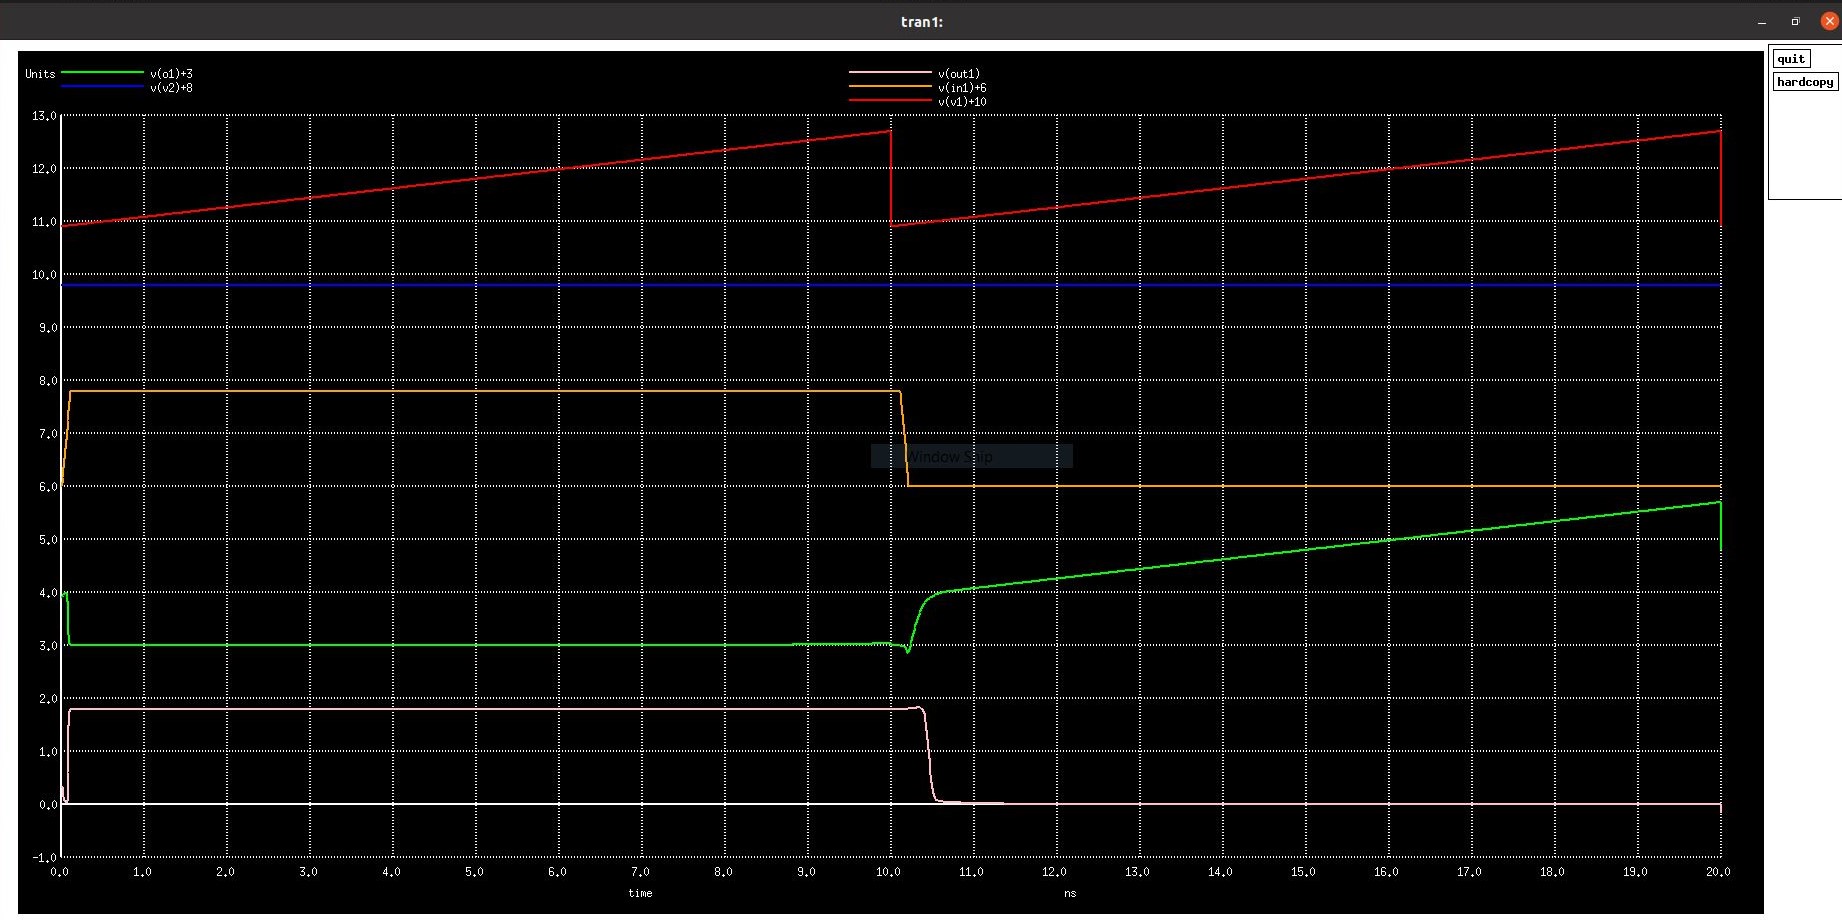 tran1:
quit
hardcopy
Units
v(o1)+3
v(v2)+8
v(out1)
v(in1)+6
v(v1)+10
13.0
12.0
11.0
10.0
9.0
8.0
7.0
Window Snip
6.0
5.0
4.0
3.0
2.0
1.0
0.0
-1.0
0.0 1.0 2.0 3.0 4.0 5.0 6.0 7.0 8.0 9.0 10.0 11.0 12.0 13.0 14.0 15.0 16.0 17.0 18.0 19.0 20.0
time ns